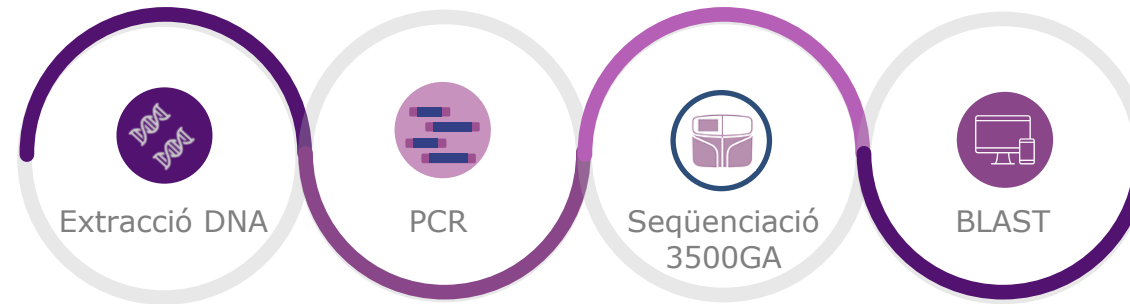 Extracció DNA
PCR
Seqüenciació
3500GA
BLAST